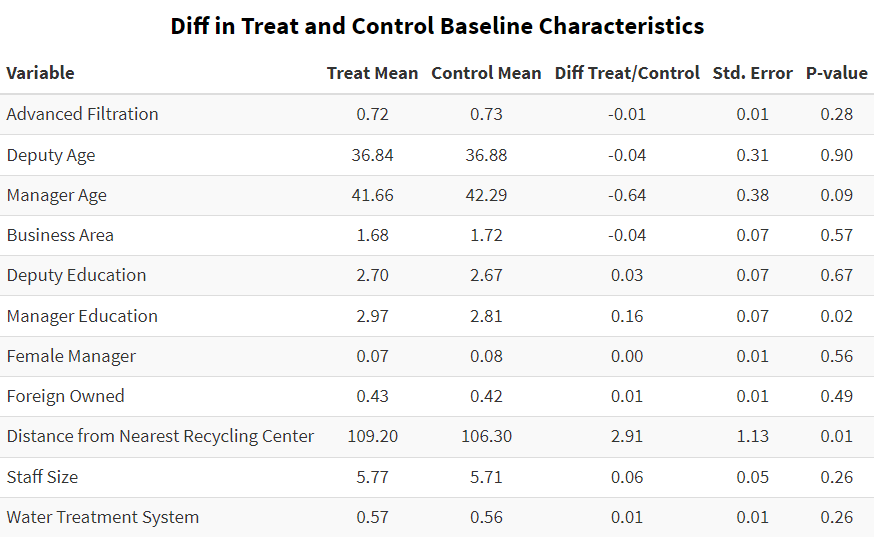 Diff in Treat and Control Baseline Characteristics
Variable Treat Mean Control Mean Diff Treat/Control Std. Error P-value
Advanced Filtration 0.72 0.73 -0.01 0.01 0.28
Deputy Age 36.84 36.88 -0.04 0.31 0.90
Manager Age 41.66 42.29 -0.64 0.38 0.09
Business Area 1.68 1.72 -0.04 0.07 0.57
Deputy Education 2.70 2.67 0.03 0.07 0.67
Manager Education 2.97 2.81 0.16 0.07 0.02
Female Manager 0.07 0.08 0.00 0.01 0.56
Foreign Owned 0.43 0.42 0.01 0.01 0.49
Distance from Nearest Recycling Center 109.20 106.30 2.91 1.13 0.01
Staff Size 5.77 5.71 0.06 0.05 0.26
Water Treatment System 0.57 0.56 0.01 0.01 0.26